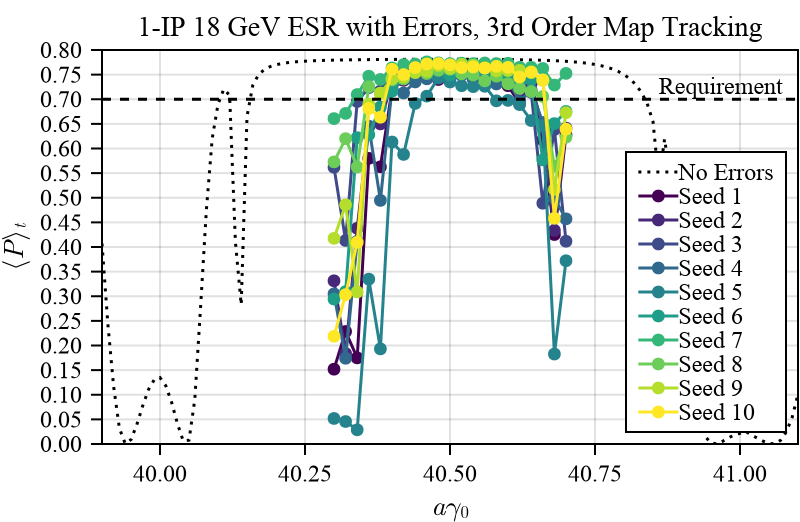 1-IP 18 GeV ESR with Errors, 3rd Order Map Tracking
0.80
0.75
0.70
0.65
0.60
0.55
0.50
0.45
0.40
0.35
0.30
0.25
0.20
0.15
0.10
0.05
0.00
⟨P⟩t
Requirement
No Errors
Seed 1
Seed 2
Seed 3
Seed 4
Seed 5
Seed 6
Seed 7
Seed 8
Seed 9
Seed 10
40.00
40.25
40.50
40.75
41.00
aγ0